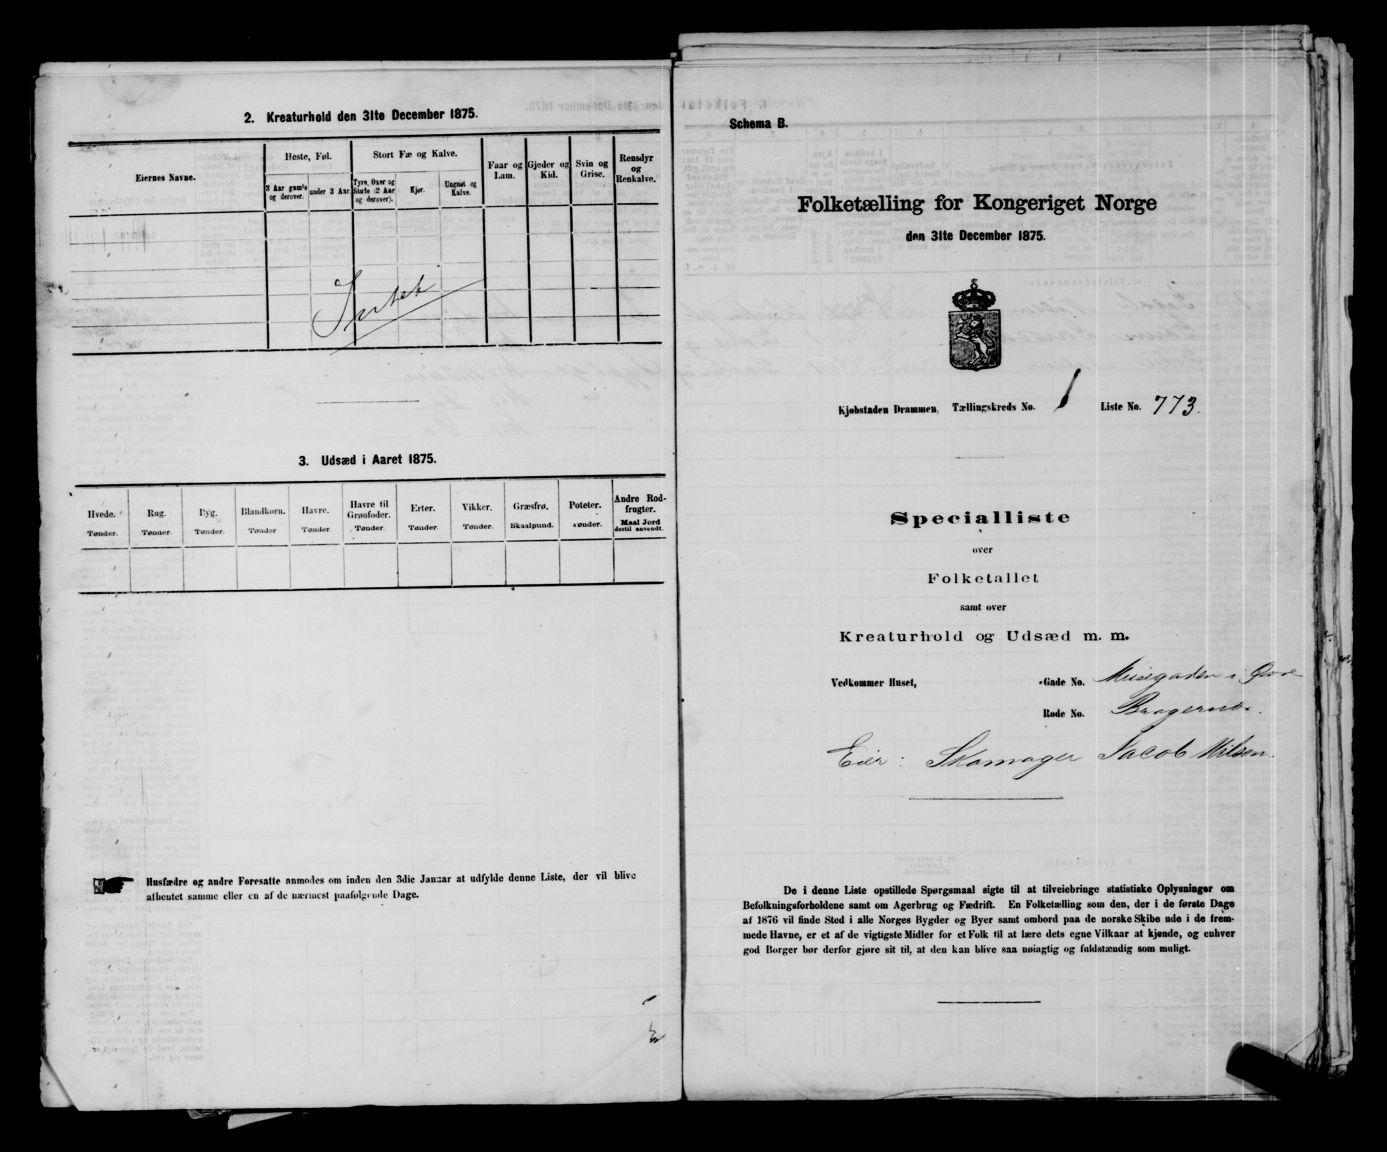 2. Kreaturhold den 31te December 1875.
Eiernes Navne.
Heste, Føl.
Stort Fæ og Kalve.
Faar og Lam.
Gjeder og Kid.
Svin og Grise.
Rensdyr og Renkalve.
3 Aar gamle og derover.
under 3 Aar.
Tyre, Oxer og Stude (2 Aar og derover).
Kjør.
Ungnøt og Kalve.
Intet
3. Udsæd i Aaret 1875.
Hvede. Rug. Byg. Blandkorn. Havre. Havre til Grønfoder. Erter. Vikker. Græsfrø. Poteter. Andre Rodfrugter.
Tønder. Tønder. Tønder. Tønder Tønder. Tønder. Tønder. Tønder. Skaalpund. Tønder. Maal Jord dertil anvendt.
Husfædre og andre Foresatte anmodes om inden den 3die Januar at udfylde denne Liste, der vil blive
afhentet samme eller en af de nærmest paafølgende Dage.
Schema B.
Folketælling for Kongeriget Norge
den 31te December 1875.
Kjøbstaden Drammen, Tællingskreds No. 1 Liste No. 773.
Specialliste
over
Folketallet
samt over
Kreaturhold og Udsæd m. m.
Vedkommer Huset, Gade No. Muusgaden i Øvre
Rode No. Bragernes.
Eier: Skomager Jacob Nilsen.
De i denne Liste opstillede Spørgsmaal sigte til at tilveiebringe statistiske Oplysninger om
Befolkningsforholdene samt om Agerbrug og Fædrift. En Folketælling som den, der i de første Dage
af 1876 vil finde Sted i alle Norges Bygder og Byer samt ombord paa de norske Skibe ude i de frem-
mede Havne, er et af de vigtigste Midler for et Folk til at lære dets egne Vilkaar at kjende, og enhver
god Borger bør derfor gjøre sit til, at den kan blive saa nøiagtig og fuldstændig som muligt.